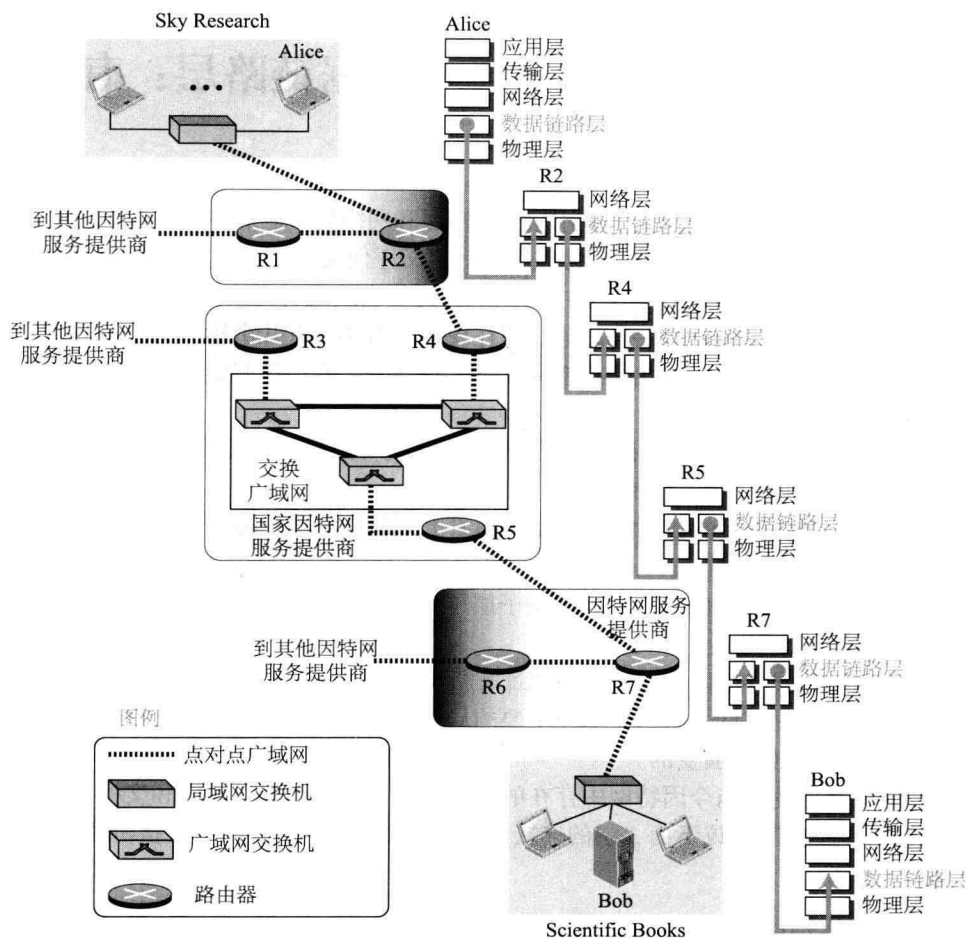 Sky Research
Alice
Alice
应用层
传输层
网络层
数据链路层
物理层
R2
网络层
数据链路层
物理层
到其他因特网
服务提供商
R1
R2
R4
网络层
数据链路层
物理层
到其他因特网
服务提供商
R3
R4
交换
广域网
国家因特网
服务提供商
R5
R5
网络层
数据链路层
物理层
因特网服务
提供商
到其他因特网
服务提供商
R6
R7
R7
网络层
数据链路层
物理层
图例
点对点广域网
局域网交换机
广域网交换机
路由器
Bob
Scientific Books
Bob
应用层
传输层
网络层
数据链路层
物理层